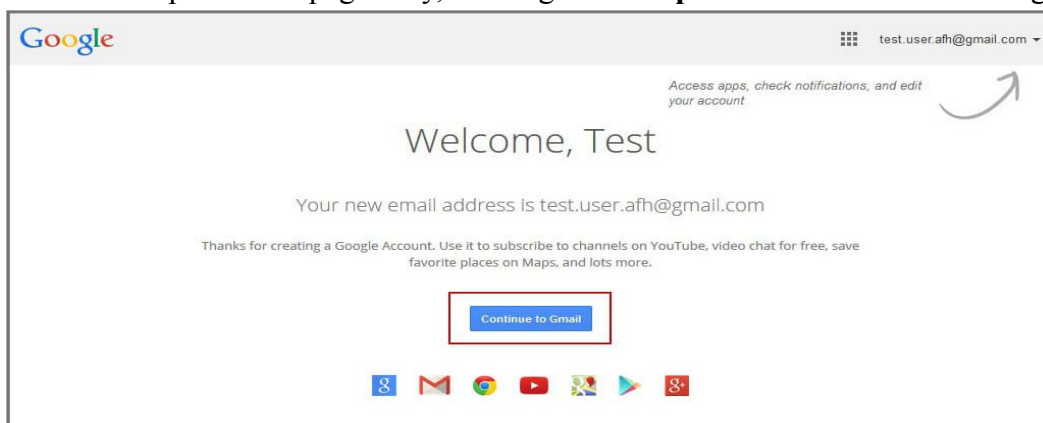 Google
test.user.afh@gmail.com
Access apps, check notifications, and edit
your account
Welcome, Test
Your new email address is test.user.afh@gmail.com
Thanks for creating a Google Account. Use it to subscribe to channels on YouTube, video chat for free, save
favorite places on Maps, and lots more.
Continue to Gmail